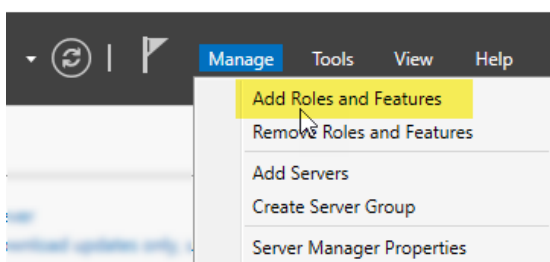 Manage Tools View Help
Add Roles and Features
Remove Roles and Features
Add Servers
Create Server Group
Server Manager Properties